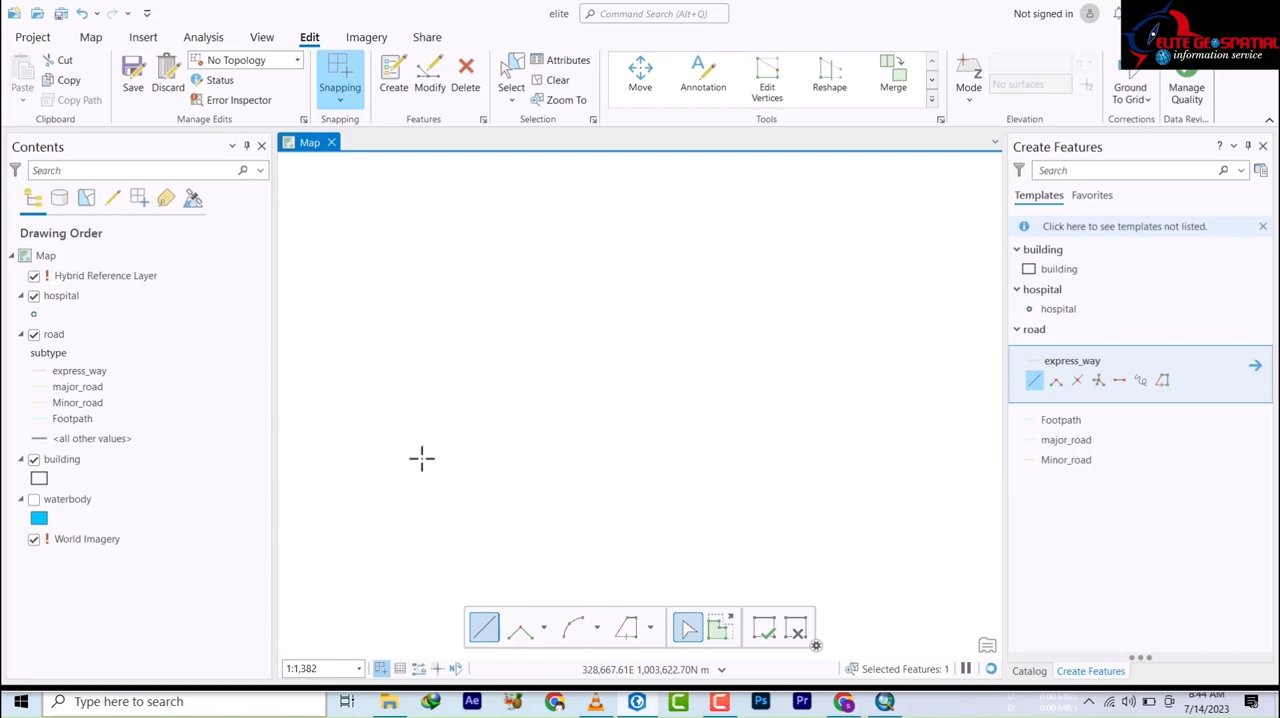 elite
Command Search (Alt+Q)
Not signed in
ELITE GEOSPATIAL
information service
Project Map Insert Analysis View Edit Imagery Share
Paste
Cut
Copy
Copy Path
Clipboard
Save
Discard
No Topology
Status
Error Inspector
Manage Edits
Snapping
Snapping
Create
Modify
Delete
Features
Select
Attributes
Clear
Zoom To
Selection
Move
Annotation
Edit
Vertices
Reshape
Merge
Tools
Mode
No surfaces
Elevation
Ground
To Grid
Corrections
Manage
Quality
Data Revi...
Contents
Search
Drawing Order
Map
Hybrid Reference Layer
hospital
road
subtype
express_way
major_road
Minor_road
Footpath
<all other values>
building
waterbody
World Imagery
Map
1:1,382
328,667.61E 1,003,622.70N m
Selected Features: 1
Create Features
Search
Templates Favorites
Click here to see templates not listed.
building
building
hospital
hospital
road
express_way
Footpath
major_road
Minor_road
Catalog Create Features
Type here to search
Ae
Ps
Pr
8:44 AM
7/14/2023